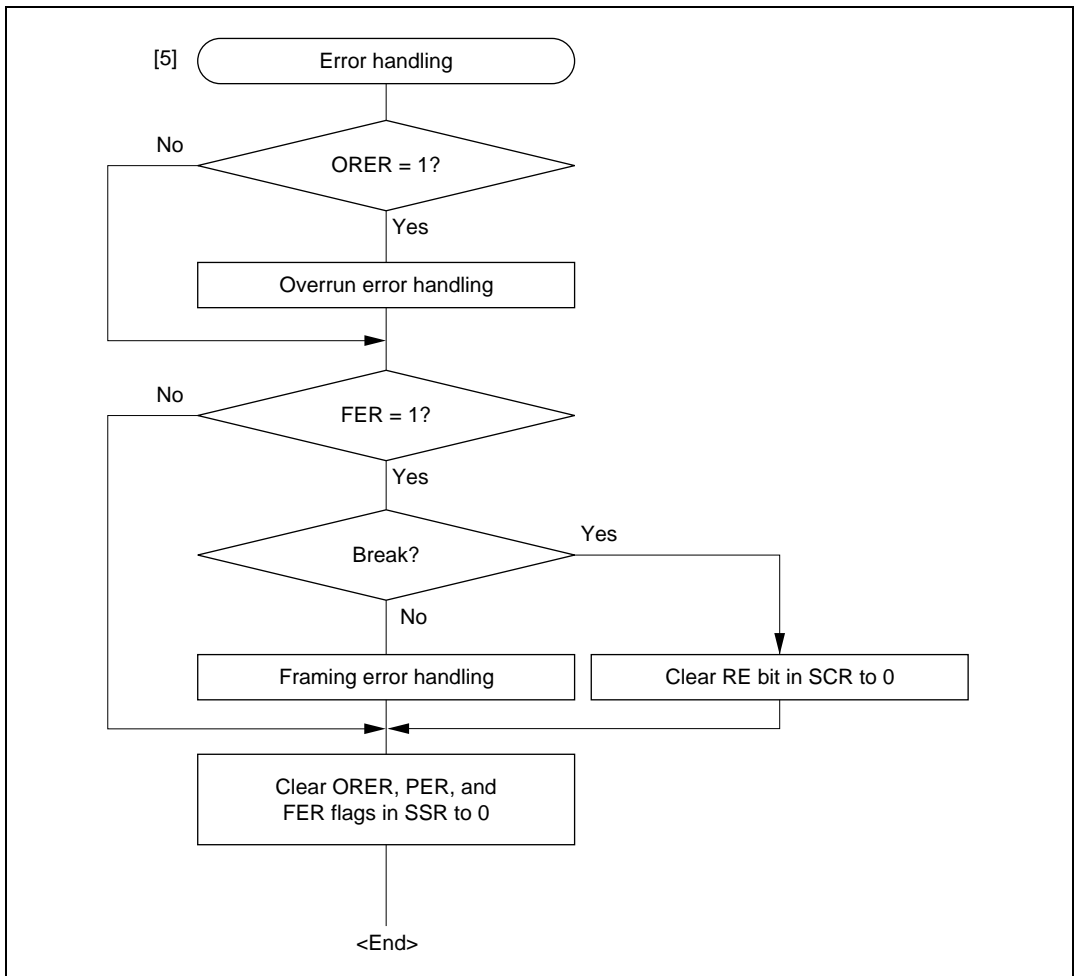 [5]
Error handling
No
ORER = 1?
Yes
Overrun error handling
No
FER = 1?
Yes
Yes
Break?
No
Framing error handling
Clear RE bit in SCR to 0
Clear ORER, PER, and
FER flags in SSR to 0
<End>